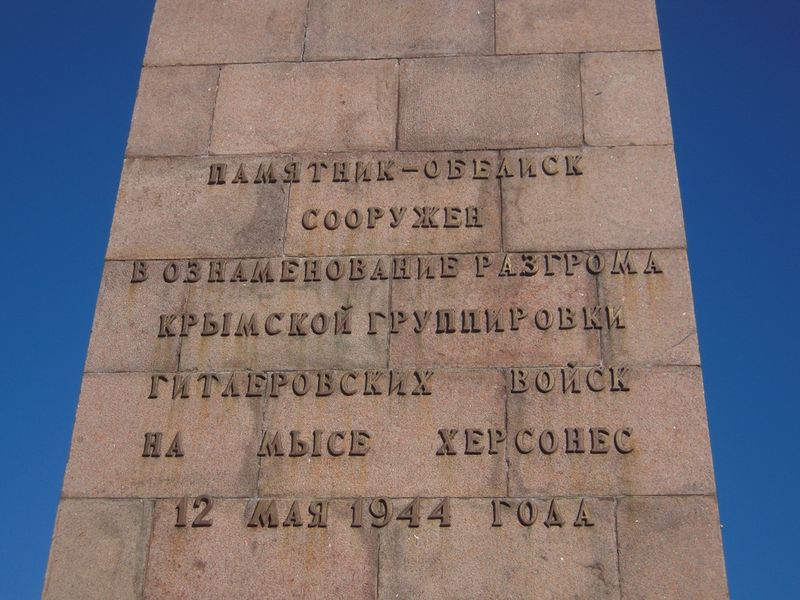 ПАМЯТНИК-ОБЕЛИСК
СООРУЖЕН
В ОЗНАМЕНОВАНИЕ РАЗГРОМА
КРЫМСКОЙ ГРУППИРОВКИ
ГИТЛЕРОВСКИХ ВОЙСК
НА МЫСЕ ХЕРСОНЕС
12 МАЯ 1944 ГОДА